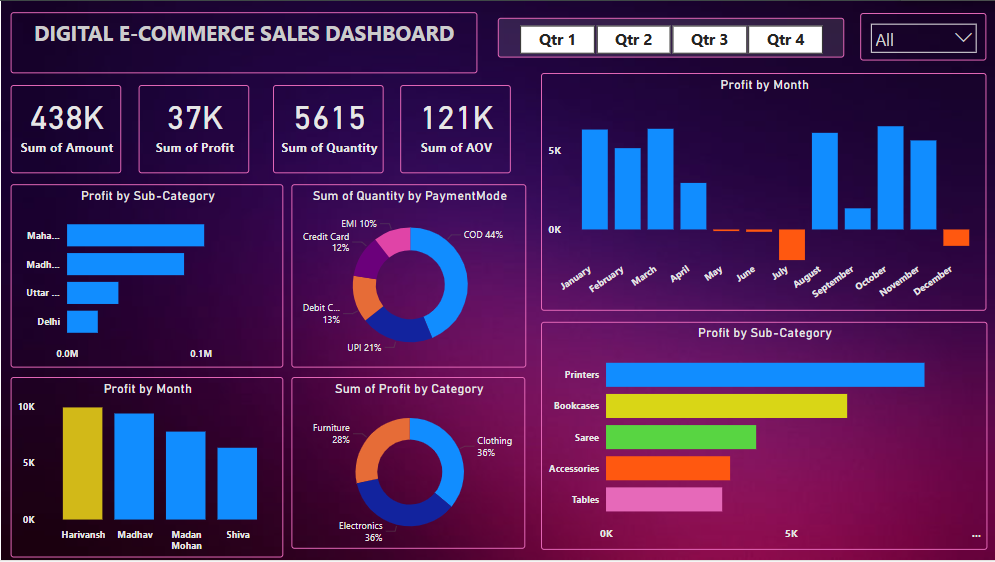 DIGITAL E-COMMERCE SALES DASHBOARD
Qtr 1 Qtr 2 Qtr 3 Qtr 4
All
438K
Sum of Amount
37K
Sum of Profit
5615
Sum of Quantity
121K
Sum of AOV
Profit by Month
5K
0K
January February March April May June July August September October November December
Profit by Sub-Category
Maha...
Madh...
Uttar ...
Delhi
0.0M 0.1M
Sum of Quantity by PaymentMode
EMI 10%
COD 44%
Credit Card
12%
Debit C...
13%
UPI 21%
Profit by Sub-Category
Printers
Bookcases
Saree
Accessories
Tables
0K 5K
...
Profit by Month
10K
5K
0K
Harivansh Madhav Madan Mohan Shiva
Sum of Profit by Category
Furniture
28%
Clothing
36%
Electronics
36%